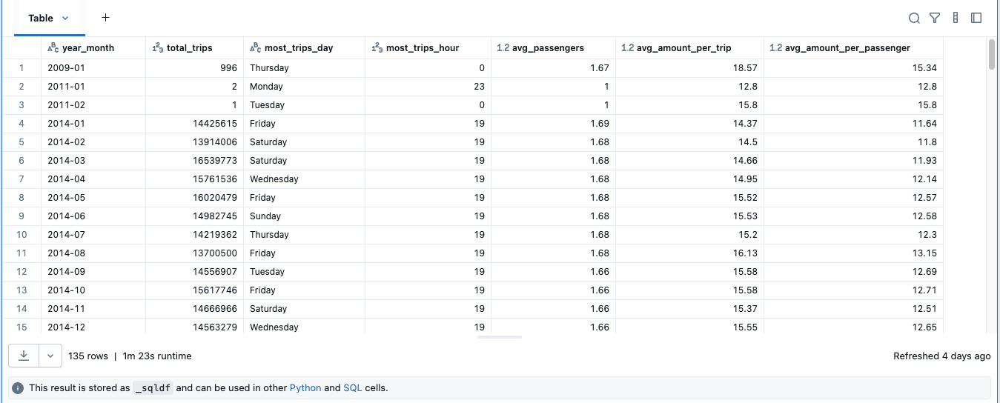 Table +
year_month total_trips most_trips_day most_trips_hour 1.2 avg_passengers 1.2 avg_amount_per_trip 1.2 avg_amount_per_passenger
1 2009-01 996 Thursday 0 1.67 18.57 15.34
2 2011-01 2 Monday 23 1 12.8 12.8
3 2011-02 1 Tuesday 0 1 15.8 15.8
4 2014-01 14425615 Friday 19 1.69 14.37 11.64
5 2014-02 13914006 Saturday 19 1.68 14.5 11.8
6 2014-03 16539773 Saturday 19 1.68 14.66 11.93
7 2014-04 15761536 Wednesday 19 1.68 14.95 12.14
8 2014-05 16020479 Friday 19 1.68 15.52 12.57
9 2014-06 14982745 Sunday 19 1.68 15.53 12.58
10 2014-07 14219362 Thursday 19 1.68 15.2 12.3
11 2014-08 13700500 Friday 19 1.68 16.13 13.15
12 2014-09 14556907 Tuesday 19 1.66 15.58 12.69
13 2014-10 15617746 Friday 19 1.66 15.58 12.71
14 2014-11 14666966 Saturday 19 1.66 15.37 12.51
15 2014-12 14563279 Wednesday 19 1.66 15.55 12.65
135 rows | 1m 23s runtime Refreshed 4 days ago
This result is stored as _sqldf and can be used in other Python and SQL cells.